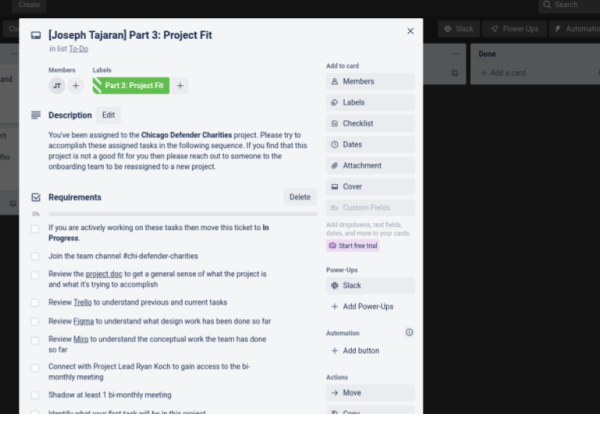 Create
Search
Co
Slack
Power-Ups
Automatio
[Joseph Tajaran] Part 3: Project Fit
in list To-Do
Members
Labels
JT
+
Part 3: Project Fit
+
Description
Edit
You've been assigned to the Chicago Defender Charities project. Please try to
accomplish these assigned tasks in the following sequence. If you find that this
project is not a good fit for you then please reach out to someone to the
onboarding team to be reassigned to a new project.
Requirements
Delete
0%
If you are actively working on these tasks then move this ticket to In
Progress.
Join the team channel #chi-defender-charities
Review the project doc to get a general sense of what the project is
and what it's trying to accomplish
Review Trello to understand previous and current tasks
Review Figma to understand what design work has been done so far
Review Miro to understand the conceptual work the team has done
so far
Connect with Project Lead Ryan Koch to gain access to the bi-
monthly meeting
Shadow at least 1 bi-monthly meeting
Identify what your first task will be in this project
Add to card
Members
Labels
Checklist
Dates
Attachment
Cover
Custom Fields
Add dropdowns, text fields,
dates, and more to your cards.
Start free trial
Power-Ups
Slack
+ Add Power-Ups
Automation
+ Add button
Actions
→ Move
Copy
Done
+ Add a card
and
rt
ho